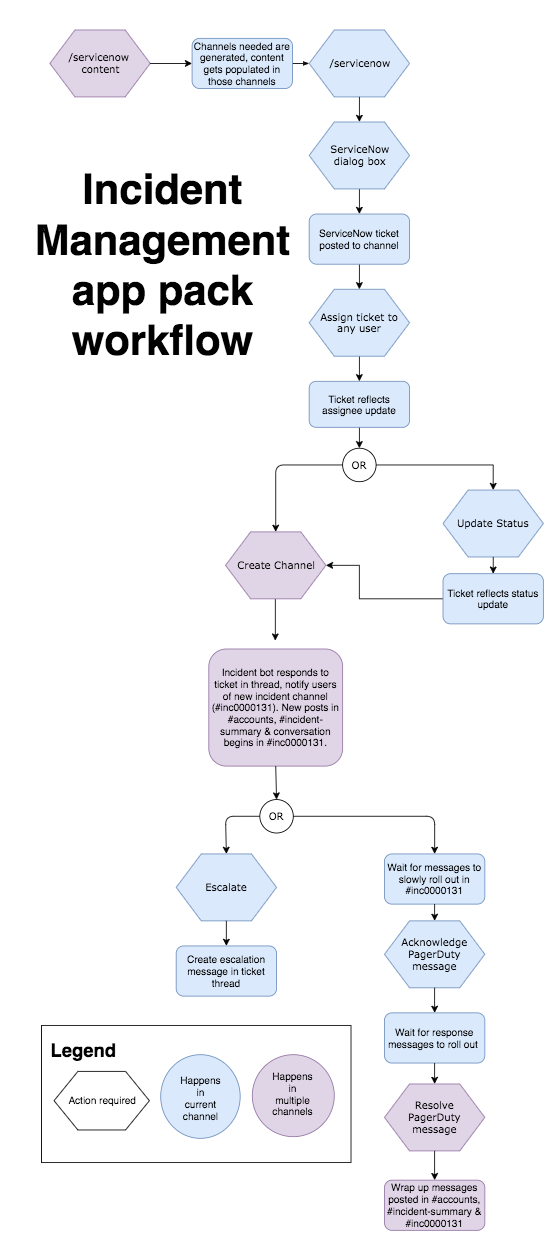 /servicenow
content
Channels needed are
generated, content
gets populated in
those channels
/servicenow
ServiceNow
dialog box
Incident
Management
app pack
workflow
ServiceNow ticket
posted to channel
Assign ticket to
any user
Ticket reflects
assignee update
OR
Update Status
Create Channel
Ticket reflects status
update
Incident bot responds to
ticket in thread, notify users
of new incident channel
(#inc0000131). New posts in
#accounts, #incident-
summary & conversation
begins in #inc0000131.
OR
Escalate
Create escalation
message in ticket
thread
Wait for messages to
slowly roll out in
#inc0000131
Acknowledge
PagerDuty
message
Wait for response
messages to roll out
Resolve
PagerDuty
message
Wrap up messages
posted in #accounts,
#incident-summary &
#inc0000131
Legend
Action required
Happens
in
current
channel
Happens
in
multiple
channels